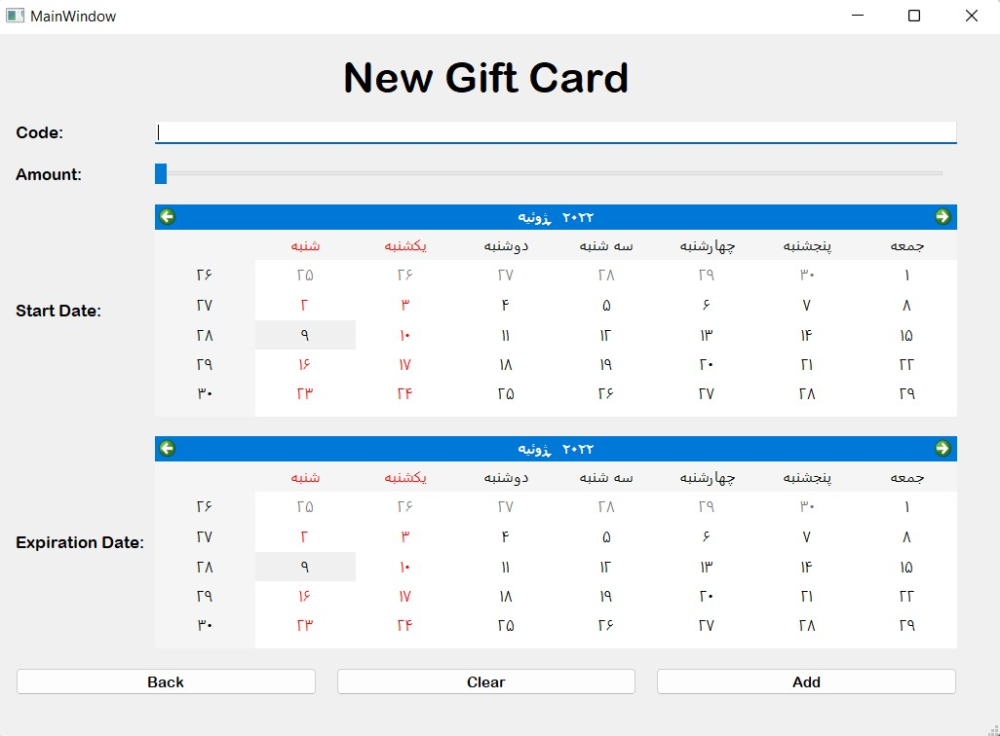 MainWindow
New Gift Card
Code:
Amount:
ژوئیه ۲۰۲۲
شنبه یکشنبه دوشنبه سه شنبه چهارشنبه پنجشنبه جمعه
۲۶ ۲۵ ۲۶ ۲۷ ۲۸ ۲۹ ۳۰ ۱
۲۷ ۲ ۳ ۴ ۵ ۶ ۷ ۸
Start Date:
۲۸ ۹ ۱۰ ۱۱ ۱۲ ۱۳ ۱۴ ۱۵
۲۹ ۱۶ ۱۷ ۱۸ ۱۹ ۲۰ ۲۱ ۲۲
۳۰ ۲۳ ۲۴ ۲۵ ۲۶ ۲۷ ۲۸ ۲۹
ژوئیه ۲۰۲۲
شنبه یکشنبه دوشنبه سه شنبه چهارشنبه پنجشنبه جمعه
۲۶ ۲۵ ۲۶ ۲۷ ۲۸ ۲۹ ۳۰ ۱
۲۷ ۲ ۳ ۴ ۵ ۶ ۷ ۸
Expiration Date:
۲۸ ۹ ۱۰ ۱۱ ۱۲ ۱۳ ۱۴ ۱۵
۲۹ ۱۶ ۱۷ ۱۸ ۱۹ ۲۰ ۲۱ ۲۲
۳۰ ۲۳ ۲۴ ۲۵ ۲۶ ۲۷ ۲۸ ۲۹
Back Clear Add